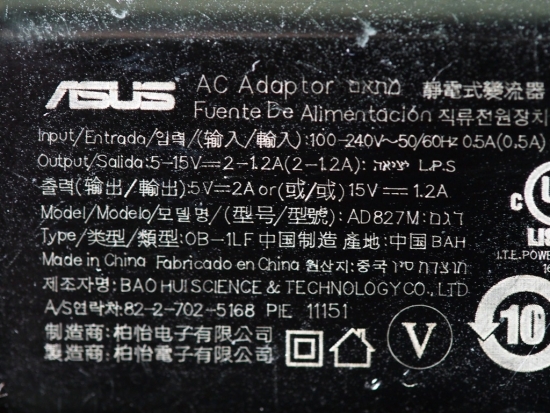 ASUS AC Adaptor מתאם 靜電式變流器
Fuente De Alimentación 직류전원장치
Input/Entrada/입력/(输入/輸入):100-240V~50/60Hz 0.5A(0.5A)
Output/Salida:5-15V⎓2-1.2A(2-1.2A): יציאה L.P.S
출력(输出/輸出)5V⎓2A or(或/或)15V⎓1.2A
Model/Modelo/모델명/(型号/型號): AD827M:דגם
Type/类型/類型:OB-1LF 中国制造 產地:中国 BAH
Made in China Fabricado en China 원산지:중국 תוצרת סין
제조자명:BAO HUI SCIENCE & TECHNOLOGY CO., LTD
A/S연락처:82-2-702-5168 PIE 11151
制造商:柏怡电子有限公司
製造商:柏怡電子有限公司
V
c
U
LIS
I.T.E.POWE
10